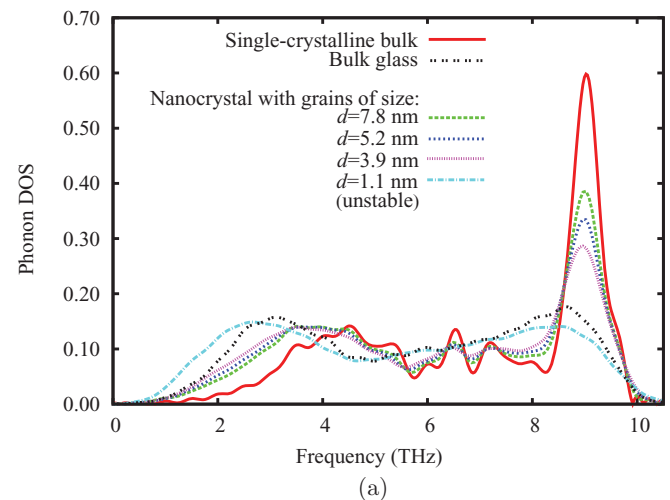 0.70
0.60
0.50
0.40
0.30
0.20
0.10
0.00
Phonon DOS
Single-crystalline bulk
Bulk glass
Nanocrystal with grains of size:
d=7.8 nm
d=5.2 nm
d=3.9 nm
d=1.1 nm
(unstable)
0 2 4 6 8 10
Frequency (THz)
(a)